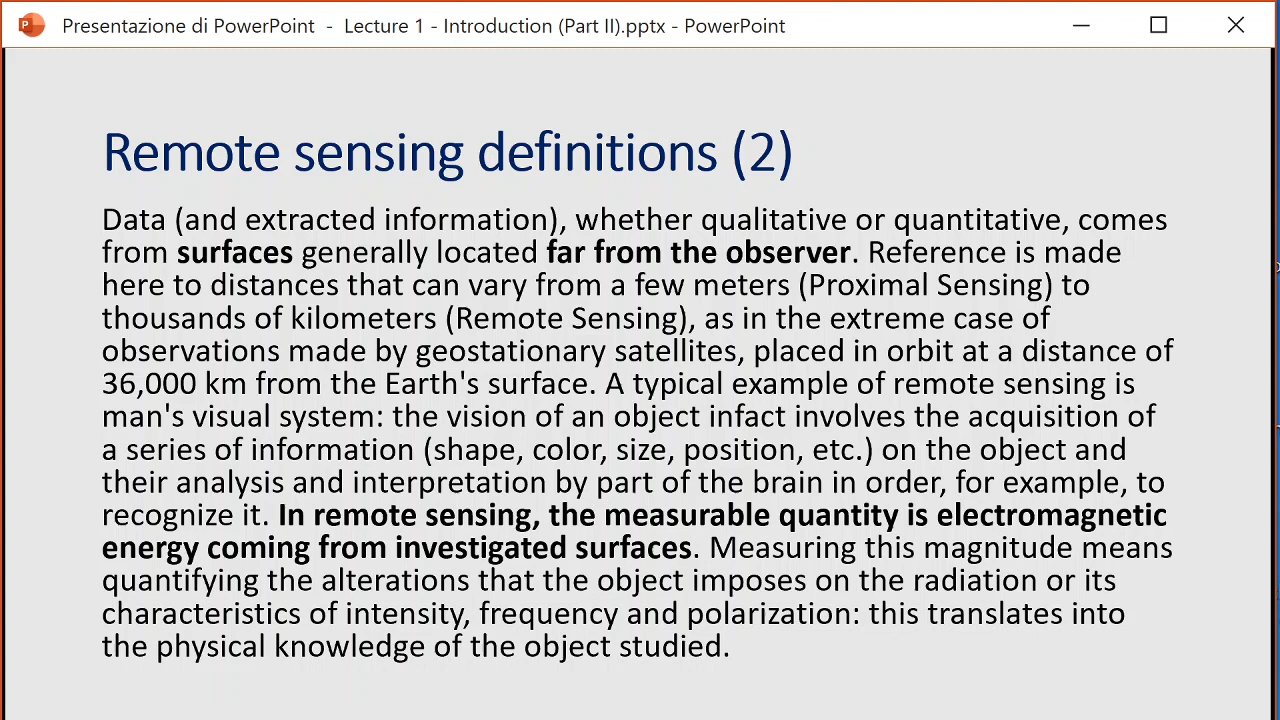 Presentazione di PowerPoint - Lecture 1 - Introduction (Part II).pptx - PowerPoint
Remote sensing definitions (2)
Data (and extracted information), whether qualitative or quantitative, comes
from surfaces generally located far from the observer. Reference is made
here to distances that can vary from a few meters (Proximal Sensing) to
thousands of kilometers (Remote Sensing), as in the extreme case of
observations made by geostationary satellites, placed in orbit at a distance of
36,000 km from the Earth's surface. A typical example of remote sensing is
man's visual system: the vision of an object infact involves the acquisition of
a series of information (shape, color, size, position, etc.) on the object and
their analysis and interpretation by part of the brain in order, for example, to
recognize it. In remote sensing, the measurable quantity is electromagnetic
energy coming from investigated surfaces. Measuring this magnitude means
quantifying the alterations that the object imposes on the radiation or its
characteristics of intensity, frequency and polarization: this translates into
the physical knowledge of the object studied.